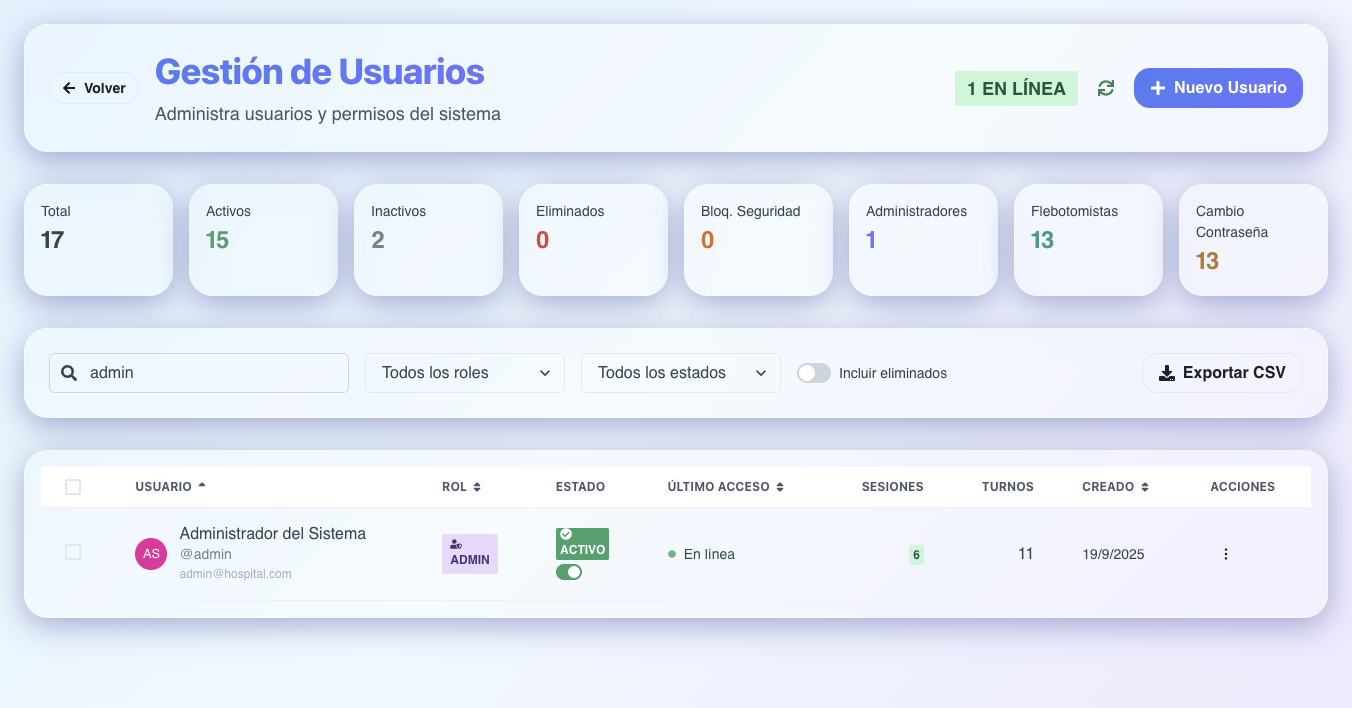 Volver
Gestión de Usuarios
Administra usuarios y permisos del sistema
1 EN LÍNEA
Nuevo Usuario
Total
17
Activos
15
Inactivos
2
Eliminados
0
Bloq. Seguridad
0
Administradores
1
Flebotomistas
13
Cambio
Contraseña
13
admin
Todos los roles
Todos los estados
Incluir eliminados
Exportar CSV
USUARIO ROL ESTADO ÚLTIMO ACCESO SESIONES TURNOS CREADO ACCIONES
AS
Administrador del Sistema
@admin
admin@hospital.com
ADMIN
ACTIVO
En línea
6
11
19/9/2025